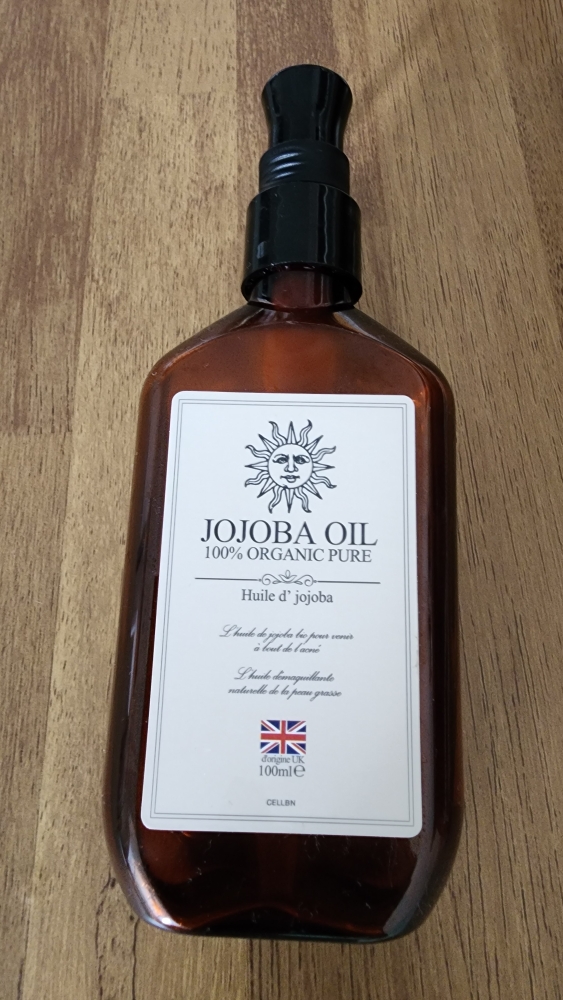 JOJOBA OIL
100% ORGANIC PURE
Huile d' jojoba
L'huile de jojoba bio pour venir
à bout de l'acné
L'huile démaquillante
naturelle de la peau grasse
d'origine UK
100ml℮
CELLBN